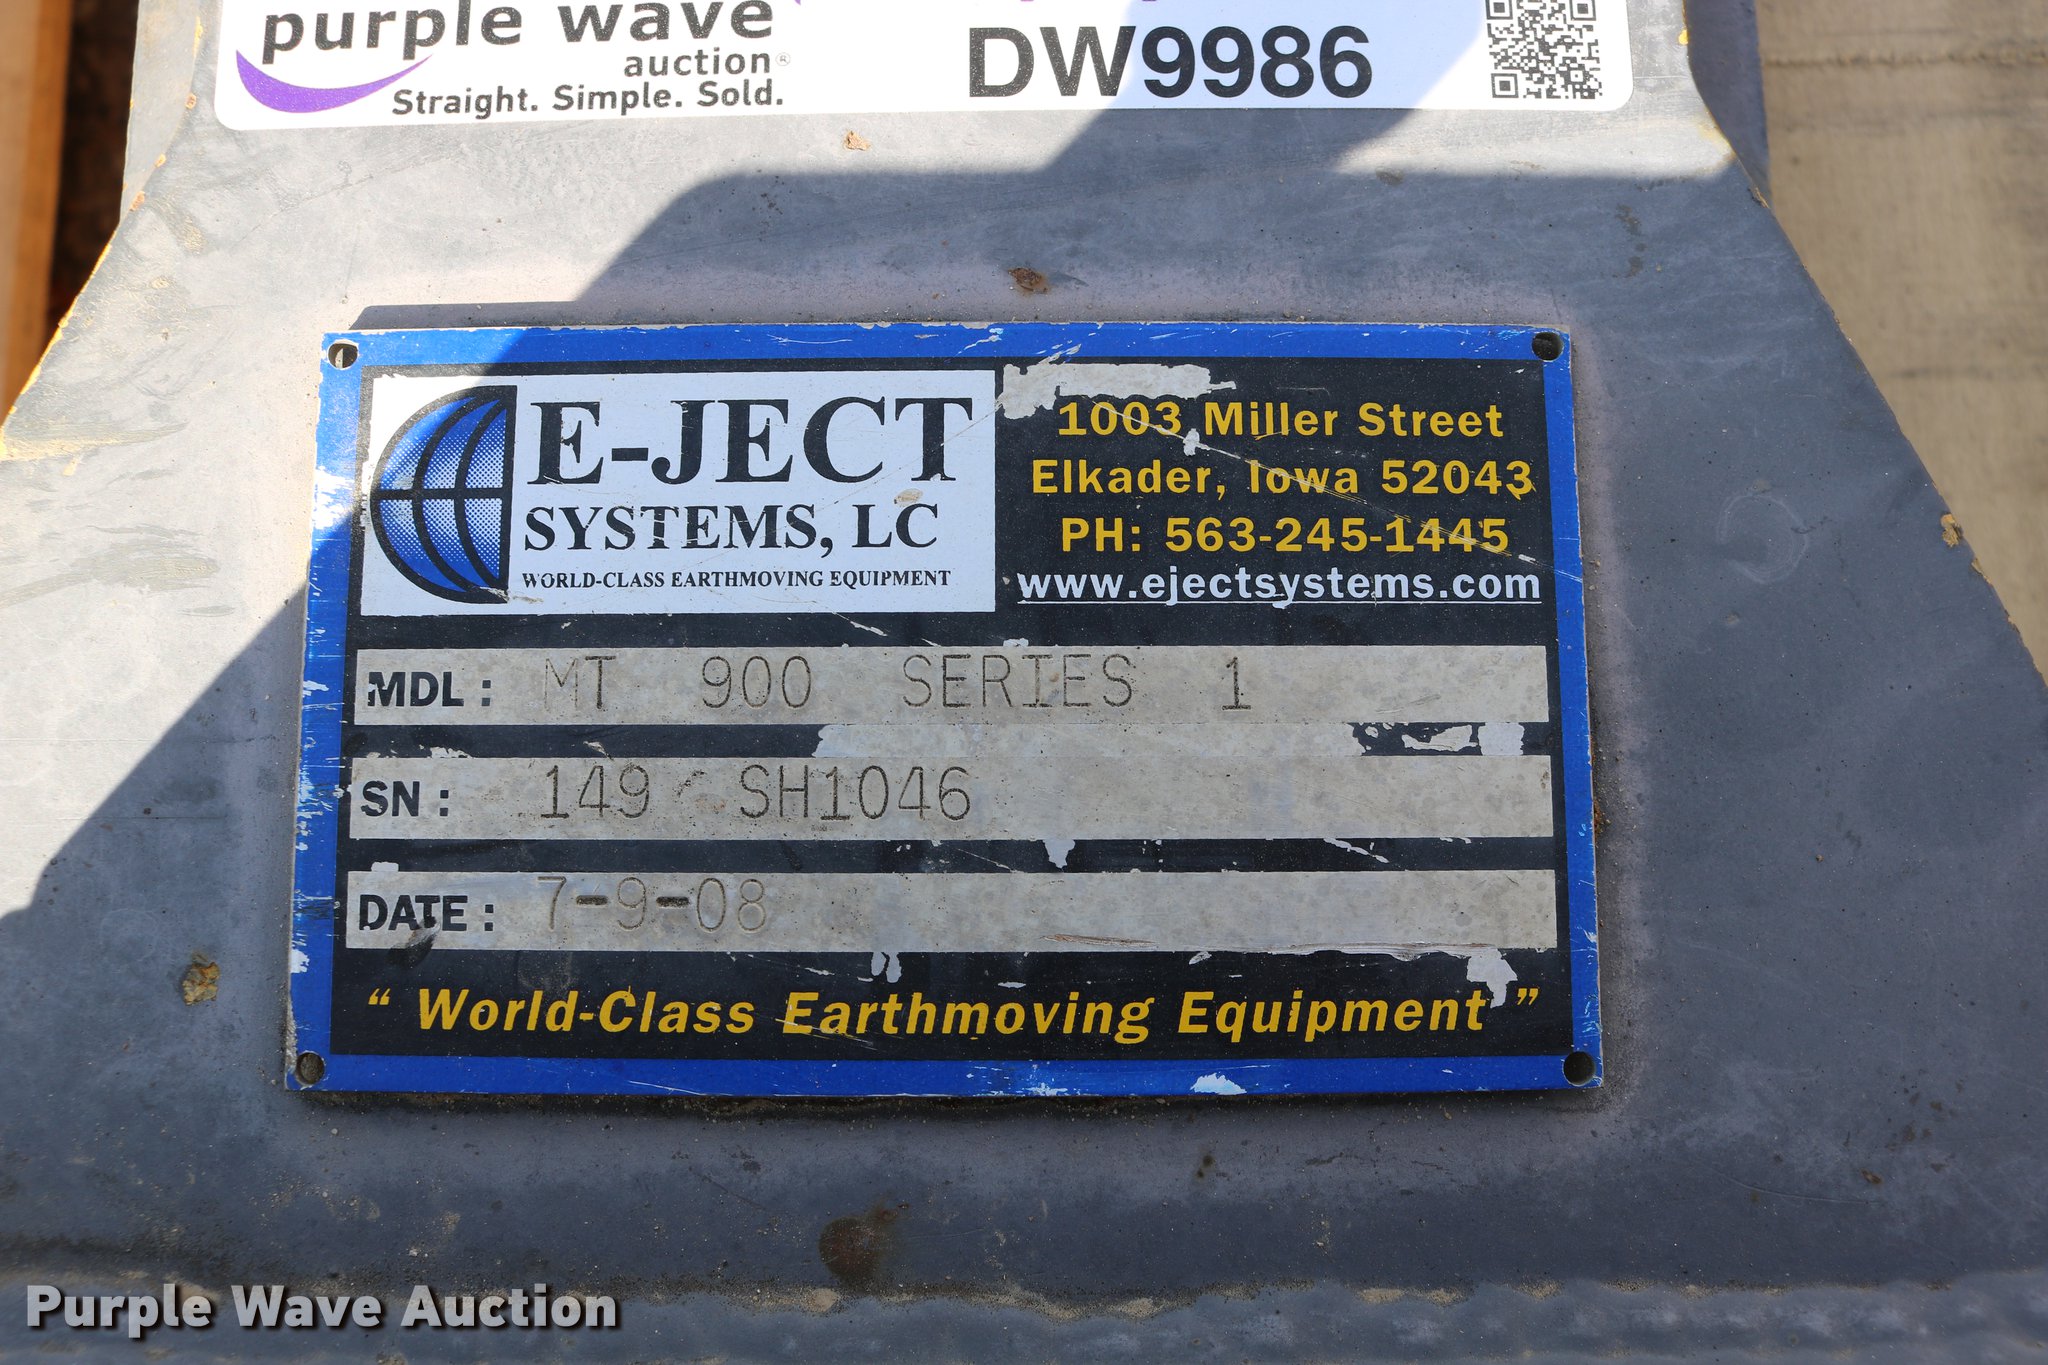 purple wave
auction®
Straight. Simple. Sold.
DW9986
E-JECT
SYSTEMS, LC
WORLD-CLASS EARTHMOVING EQUIPMENT
1003 Miller Street
Elkader, Iowa 52043
PH: 563-245-1445
www.ejectsystems.com
MDL: MT 900 SERIES 1
SN: 149 SH1046
DATE: 7-9-08
“ World-Class Earthmoving Equipment ”
Purple Wave Auction